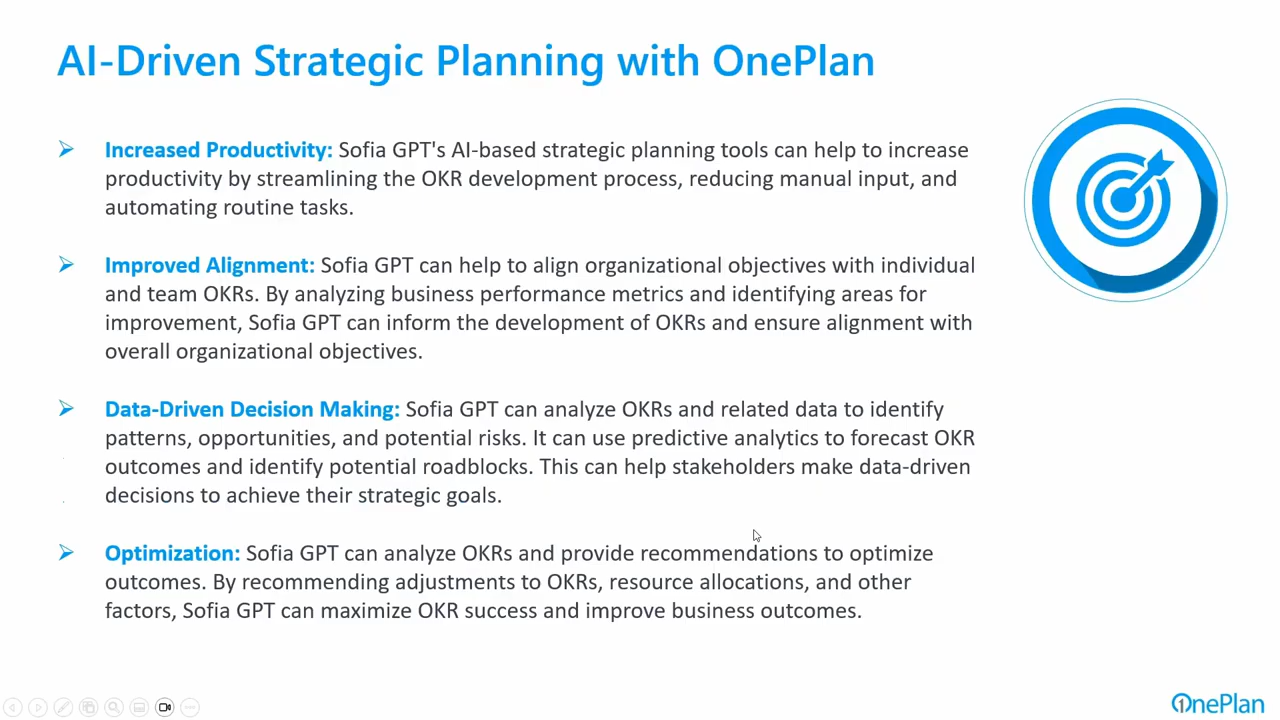 AI-Driven Strategic Planning with OnePlan
Increased Productivity: Sofia GPT's AI-based strategic planning tools can help to increase
productivity by streamlining the OKR development process, reducing manual input, and
automating routine tasks.
Improved Alignment: Sofia GPT can help to align organizational objectives with individual
and team OKRs. By analyzing business performance metrics and identifying areas for
improvement, Sofia GPT can inform the development of OKRs and ensure alignment with
overall organizational objectives.
Data-Driven Decision Making: Sofia GPT can analyze OKRs and related data to identify
patterns, opportunities, and potential risks. It can use predictive analytics to forecast OKR
outcomes and identify potential roadblocks. This can help stakeholders make data-driven
decisions to achieve their strategic goals.
Optimization: Sofia GPT can analyze OKRs and provide recommendations to optimize
outcomes. By recommending adjustments to OKRs, resource allocations, and other
factors, Sofia GPT can maximize OKR success and improve business outcomes.
OnePlan